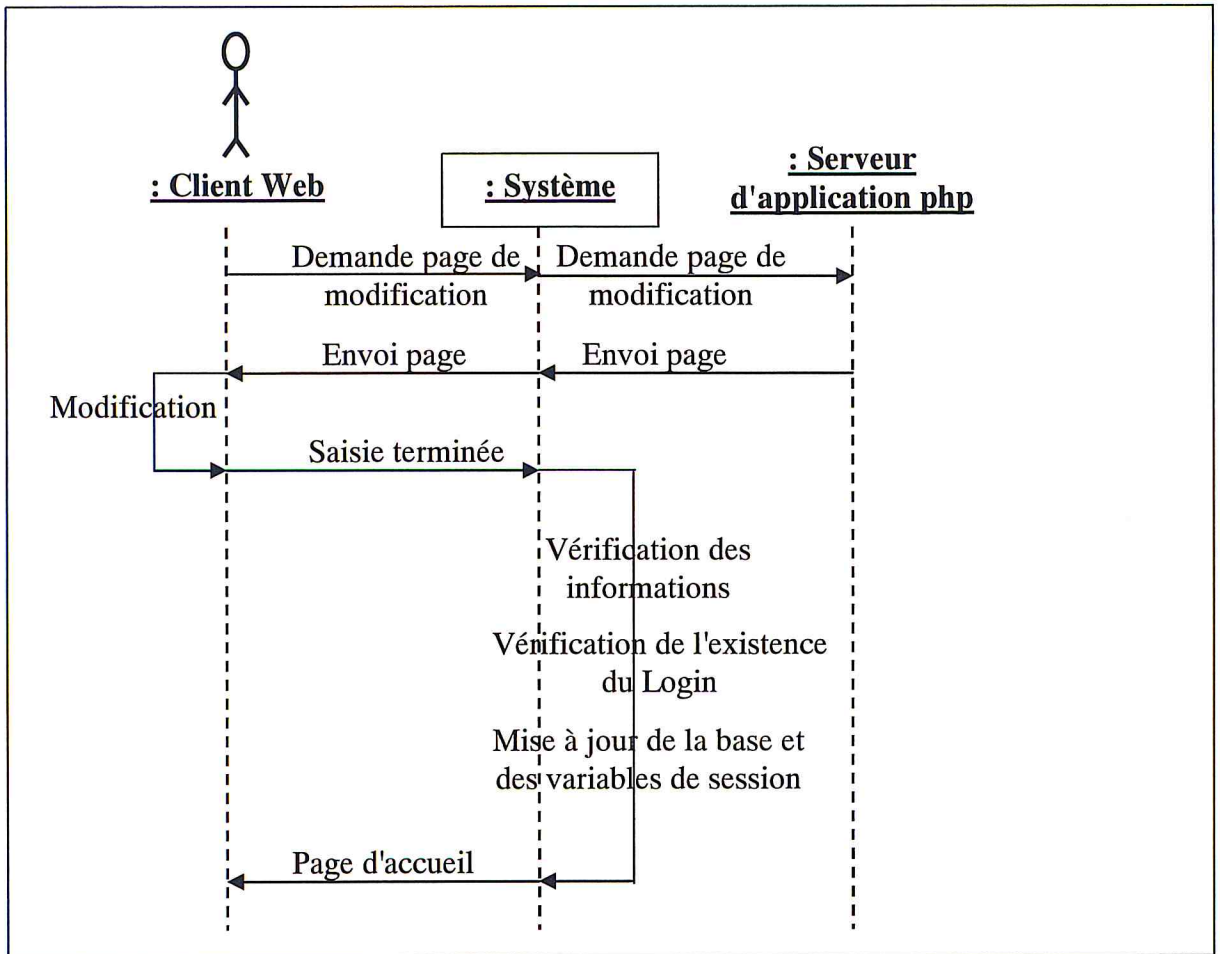 : Client Web
: Système
: Serveur
d'application php
Demande page de
modification
Demande page de
modification
Envoi page
Envoi page
Modification
Saisie terminée
Vérification des
informations
Vérification de l'existence
du Login
Mise à jour de la base et
des variables de session
Page d'accueil